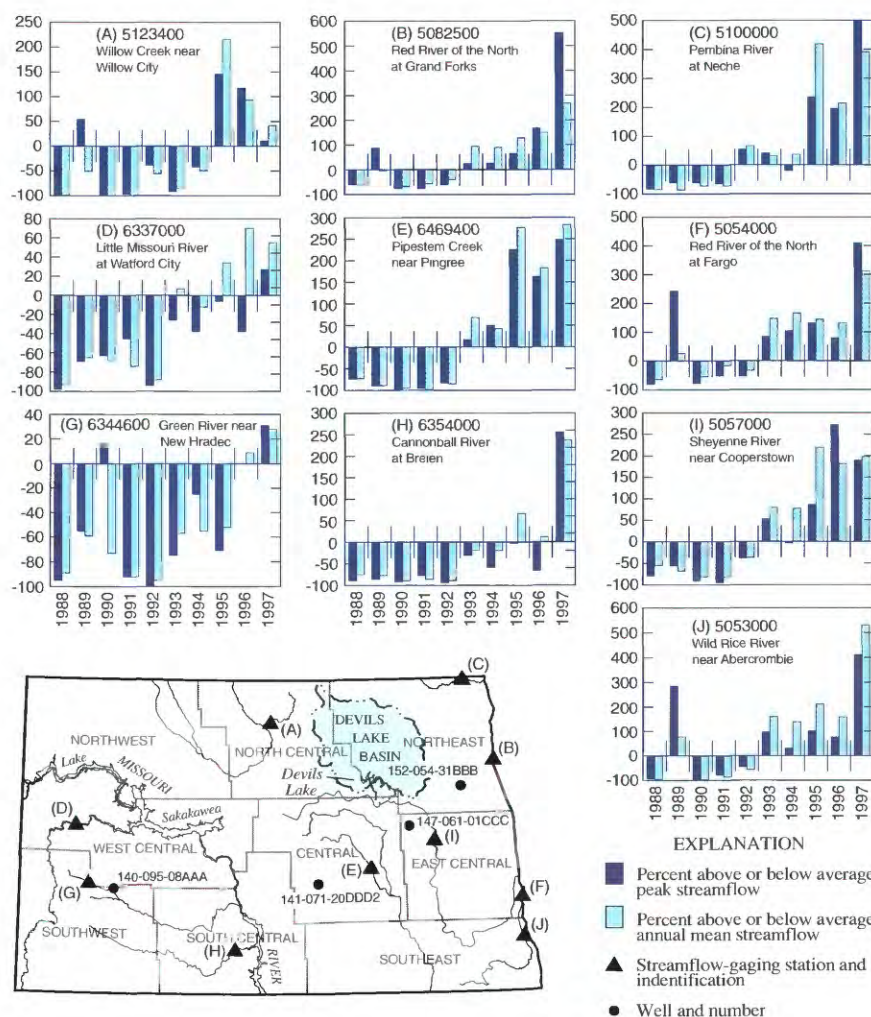 (A) 5123400
Willow Creek near
Willow City
250
200
150
100
50
0
-50
-100
(B) 5082500
Red River of the North
at Grand Forks
600
500
400
300
200
100
0
-100
(C) 5100000
Pembina River
at Neche
500
400
300
200
100
0
-100
(D) 6337000
Little Missouri River
at Watford City
80
60
40
20
0
-20
-40
-60
-80
-100
(E) 6469400
Pipestem Creek
near Pingree
300
250
200
150
100
50
0
-50
-100
(F) 5054000
Red River of the North
at Fargo
500
400
300
200
100
0
-100
(G) 6344600 Green River near
New Hradec
40
20
0
-20
-40
-60
-80
-100
1988 1989 1990 1991 1992 1993 1994 1995 1996 1997
(H) 6354000
Cannonball River
at Breien
300
250
200
150
100
50
0
-50
-100
1988 1989 1990 1991 1992 1993 1994 1995 1996 1997
(I) 5057000
Sheyenne River
near Cooperstown
300
250
200
150
100
50
0
-50
-100
(J) 5053000
Wild Rice River
near Abercrombie
600
500
400
300
200
100
0
-100
1988 1989 1990 1991 1992 1993 1994 1995 1996 1997
(C)
(A)
DEVILS
LAKE
BASIN
NORTHWEST
NORTH CENTRAL
NORTHEAST
(B)
152-054-31BBB
Lake
MISSOURI
Devils
Lake
Sakakawea
(D)
147-061-01CCC
(I)
WEST CENTRAL
CENTRAL
EAST CENTRAL
140-095-08AAA
(E)
(G)
141-071-20DDD2
(F)
SOUTHWEST
SOUTH CENTRAL
(J)
(H)
RIVER
SOUTHEAST
EXPLANATION
Percent above or below average
peak streamflow
Percent above or below average
annual mean streamflow
Streamflow-gaging station and
indentification
Well and number